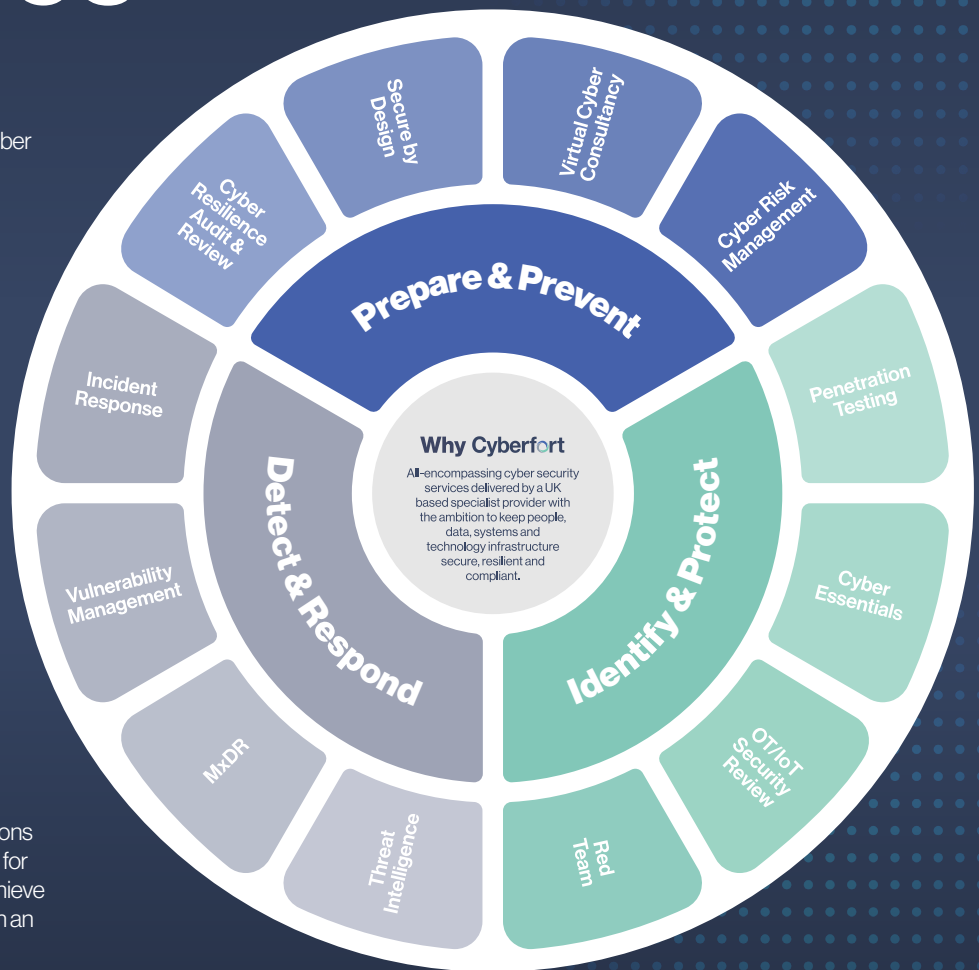 Secure by
Design
Virtual Cyber
Consultancy
Cyber
Resilience
Audit &
Review
Cyber Risk
Management
Prepare & Prevent
Incident
Response
Penetration
Testing
Why Cyberfort
All-encompassing cyber security
services delivered by a UK
based specialist provider with
the ambition to keep people,
data, systems and
technology infrastructure
secure, resilient and
compliant.
Detect & Respond
Identify & Protect
Vulnerability
Management
Cyber
Essentials
MxDR
OT/IoT
Security
Review
Threat
Intelligence
Red
Team
for
an